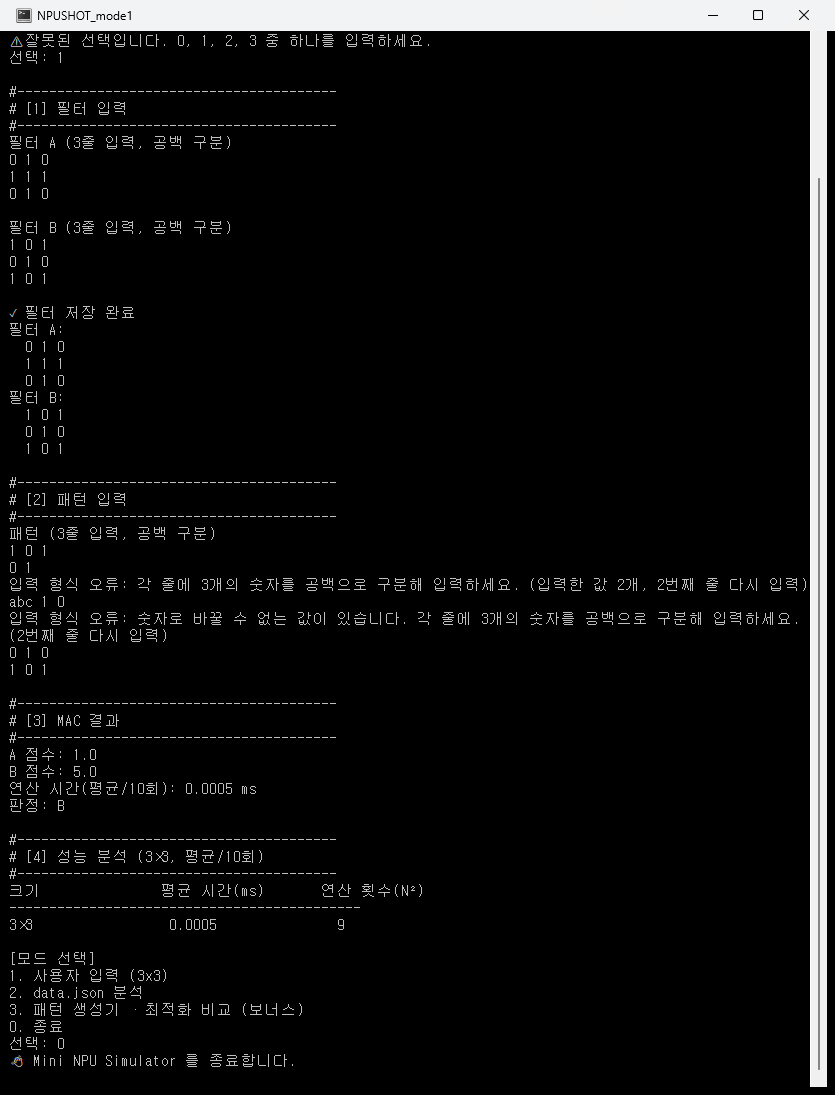 NPUSHOT_mode1
⚠잘못된 선택입니다. 0, 1, 2, 3 중 하나를 입력하세요.
선택: 1
#----------------------------------------
# [1] 필터 입력
#----------------------------------------
필터 A (3줄 입력, 공백 구분)
0 1 0
1 1 1
0 1 0
필터 B (3줄 입력, 공백 구분)
1 0 1
0 1 0
1 0 1
✓ 필터 저장 완료
필터 A:
0 1 0
1 1 1
0 1 0
필터 B:
1 0 1
0 1 0
1 0 1
#----------------------------------------
# [2] 패턴 입력
#----------------------------------------
패턴 (3줄 입력, 공백 구분)
1 0 1
0 1
입력 형식 오류: 각 줄에 3개의 숫자를 공백으로 구분해 입력하세요. (입력한 값 2개, 2번째 줄 다시 입력)
abc 1 0
입력 형식 오류: 숫자로 바꿀 수 없는 값이 있습니다. 각 줄에 3개의 숫자를 공백으로 구분해 입력하세요.
(2번째 줄 다시 입력)
0 1 0
1 0 1
#----------------------------------------
# [3] MAC 결과
#----------------------------------------
A 점수: 1.0
B 점수: 5.0
연산 시간(평균/10회): 0.0005 ms
판정: B
#----------------------------------------
# [4] 성능 분석 (3×3, 평균/10회)
#----------------------------------------
크기 평균 시간(ms) 연산 횟수(N²)
--------------------------------------------
3×3 0.0005 9
[모드 선택]
1. 사용자 입력 (3x3)
2. data.json 분석
3. 패턴 생성기 · 최적화 비교 (보너스)
0. 종료
선택: 0
Mini NPU Simulator 를 종료합니다.